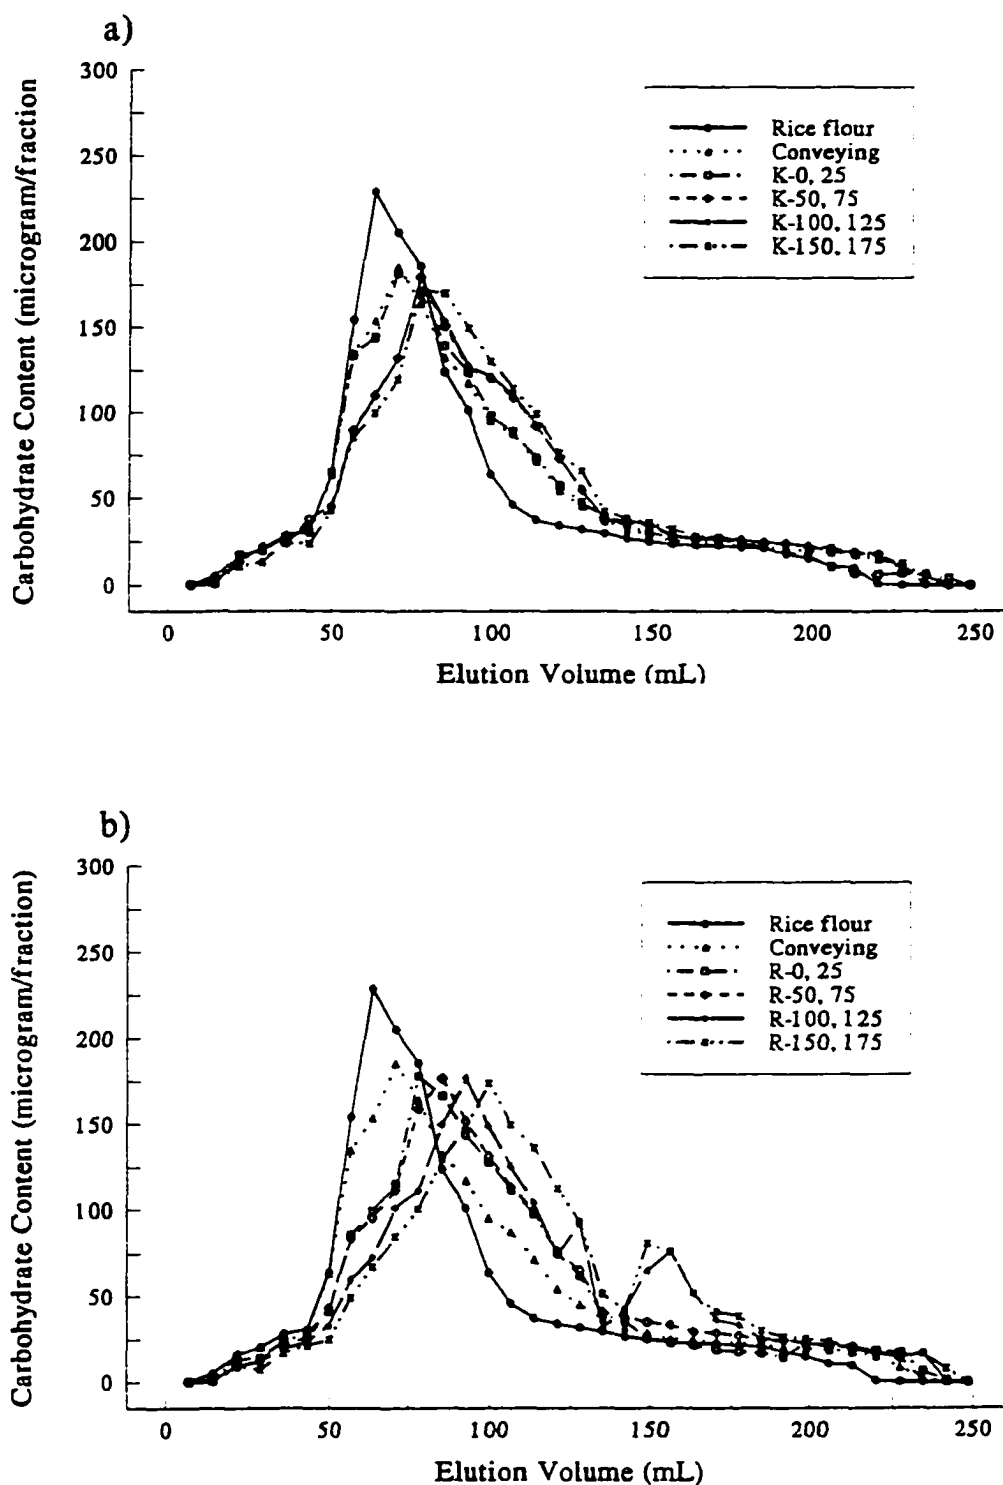 a)
Carbohydrate Content (microgram/fraction
300
250
200
150
100
50
0
Rice flour
Conveying
K-0, 25
K-50, 75
K-100, 125
K-150, 175
0 50 100 150 200 250
Elution Volume (mL)
b)
Carbohydrate Content (microgram/fraction)
300
250
200
150
100
50
0
Rice flour
Conveying
R-0, 25
R-50, 75
R-100, 125
R-150, 175
0 50 100 150 200 250
Elution Volume (mL)